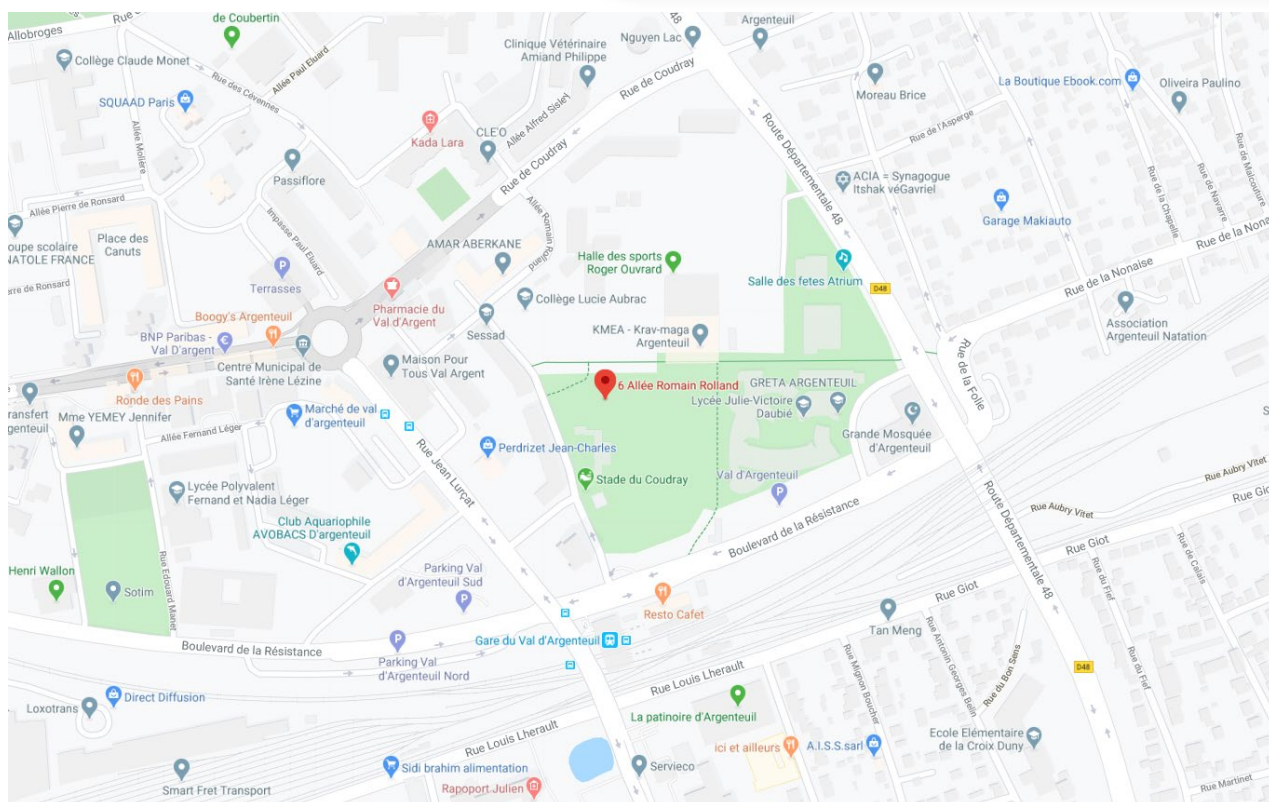 Allobroges
Rue d
de Coubertin
Collège Claude Monet
Allée Paul Eluard
Rue des Cévennes
SQUAAD Paris
Allée Molière
Passiflore
Allée Pierre de Ronsard
Impasse Paul Eluard
oupe scolaire
NATOLE FRANCE
Place des
Canuts
rre de Ronsard
Terrasses
Boogy's Argenteuil
BNP Paribas -
Val D'argent
Centre Municipal de
Santé Irène Lézine
Ronde des Pains
ransfert
genteuil
Mme YEMEY Jennifer
Allée Fernand Léger
Marché de val
d'argenteuil
Clinique Vétérinaire
Amiand Philippe
Nguyen Lac
48
Argenteuil
Rue de Coudray
Kada Lara
CLE'O
Allée Alfred Sisley
Rue de Coudray
Allée Romain Rolland
AMAR ABERKANE
Pharmacie du
Val d'Argent
Collège Lucie Aubrac
Sessad
Maison Pour
Tous Val Argent
Halle des sports
Roger Ouvrard
KMEA - Krav-maga
Argenteuil
Salle des fetes Atrium
Route Départementale 48
D48
Moreau Brice
La Boutique Ebook.com
Oliveira Paulino
Rue de l'Asperge
ACIA = Synagogue
Itshak véGavriel
Garage Makiauto
Rue de la Chapelle
Rue de Navarre
Rue de Malcouture
Rue de la Nona
Rue de la Nonaise
Association
Argenteuil Natation
Rue de la Folie
6 Allée Romain Rolland
GRETA ARGENTEUIL
Lycée Julie-Victoire
Daubié
Grande Mosquée
d'Argenteuil
Perdrizet Jean-Charles
Stade du Coudray
Val d'Argenteuil
Rue Jean Lurçat
Boulevard de la Résistance
Route Départementale 48
Rue Aubry Vitet
Rue Aubry Vitet
Rue Gio
Rue Giot
Lycée Polyvalent
Fernand et Nadia Léger
Club Aquariophile
AVOBACS D'argenteuil
Henri Wallon
Sotim
Rue Edouard Manet
Parking Val
d'Argenteuil Sud
Resto Cafet
Gare du Val d'Argenteuil
Boulevard de la Résistance
Parking Val
d'Argenteuil Nord
Rue Giot
Tan Meng
Rue de Calais
Rue du Fief
Rue du Fief
Rue Antonin Georges Belin
Rue du Bon Sens
Rue Mignon Boucher
D48
Direct Diffusion
Loxotrans
Rue Louis Lherault
La patinoire d'Argenteuil
Rue Louis Lherault
ici et ailleurs
A.I.S.S.sarl
Ecole Elémentaire
de la Croix Duny
Sidi brahim alimentation
Servieco
Smart Fret Transport
Rapoport Julien
Rue Martinet